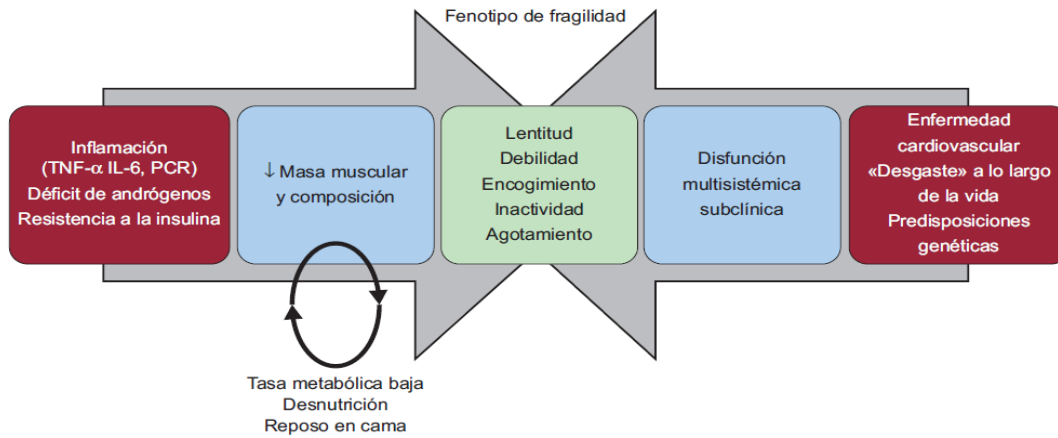 Fenotipo de fragilidad
Inflamación
(TNF-α IL-6, PCR)
Déficit de andrógenos
Resistencia a la insulina
↓ Masa muscular
y composición
Lentitud
Debilidad
Encogimiento
Inactividad
Agotamiento
Disfunción
multisistémica
subclínica
Enfermedad
cardiovascular
«Desgaste» a lo largo
de la vida
Predisposiciones
genéticas
Tasa metabólica baja
Desnutrición
Reposo en cama